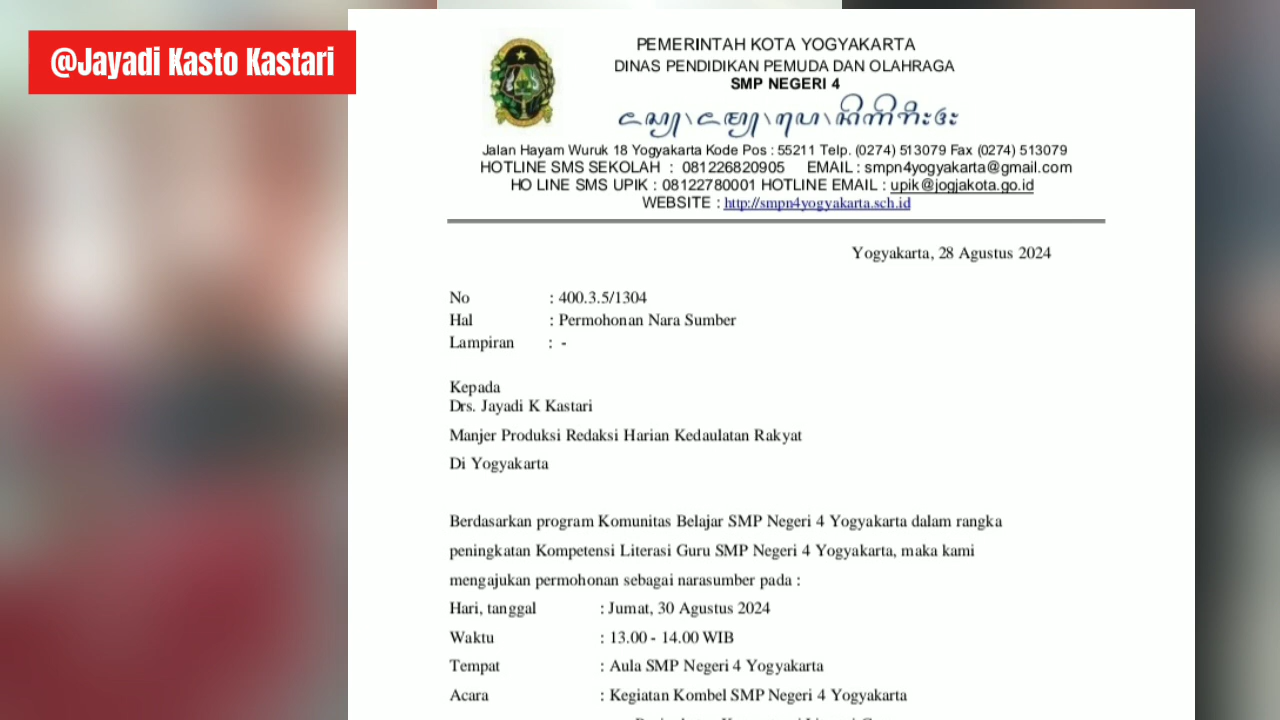 @Jayadi Kasto Kastari
PEMERINTAH KOTA YOGYAKARTA
DINAS PENDIDIKAN PEMUDA DAN OLAHRAGA
SMP NEGERI 4
Jalan Hayam Wuruk 18 Yogyakarta Kode Pos : 55211 Telp. (0274) 513079 Fax (0274) 513079
HOTLINE SMS SEKOLAH : 081226820905 EMAIL : smpn4yogyakarta@gmail.com
HO LINE SMS UPIK : 08122780001 HOTLINE EMAIL : upik@jogjakota.go.id
WEBSITE : http://smpn4yogyakarta.sch.id
Yogyakarta, 28 Agustus 2024
No : 400.3.5/1304
Hal : Permohonan Nara Sumber
Lampiran : -
Kepada
Drs. Jayadi K Kastari
Manjer Produksi Redaksi Harian Kedaulatan Rakyat
Di Yogyakarta
Berdasarkan program Komunitas Belajar SMP Negeri 4 Yogyakarta dalam rangka
peningkatan Kompetensi Literasi Guru SMP Negeri 4 Yogyakarta, maka kami
mengajukan permohonan sebagai narasumber pada :
Hari, tanggal : Jumat, 30 Agustus 2024
Waktu : 13.00 - 14.00 WIB
Tempat : Aula SMP Negeri 4 Yogyakarta
Acara : Kegiatan Kombel SMP Negeri 4 Yogyakarta